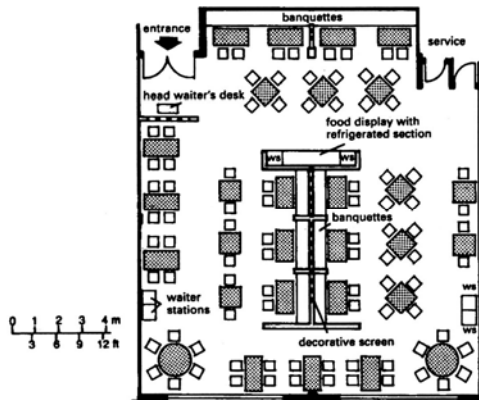 banquettes
entrance
service
head waiter's desk
food display with
refrigerated section
ws
ws
banquettes
waiter
stations
ws
ws
decorative screen
0 1 2 3 4 m
3 6 9 12 ft